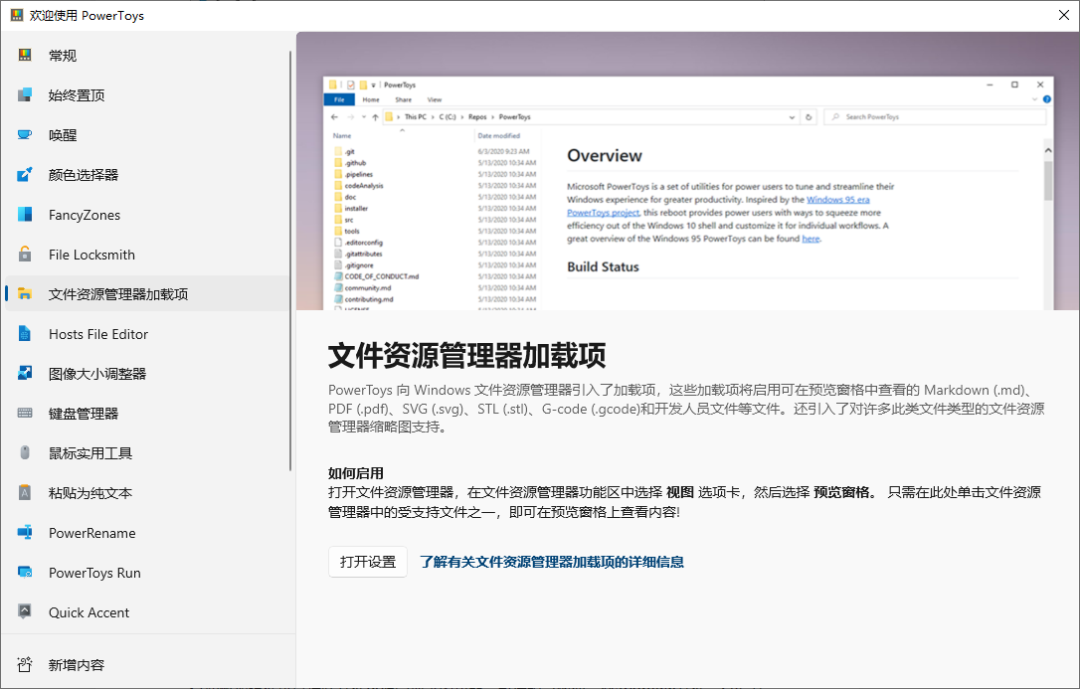 欢迎使用 PowerToys
常规
始终置顶
唤醒
颜色选择器
FancyZones
File Locksmith
文件资源管理器加载项
Hosts File Editor
图像大小调整器
键盘管理器
鼠标实用工具
粘贴为纯文本
PowerRename
PowerToys Run
Quick Accent
新增内容
PowerToys
File Home Share View
This PC › C (C:) › Repos › PowerToys
Search PowerToys
Name Date modified
.git 6/3/2020 9:23 AM
.github 5/13/2020 10:34 AM
.pipelines 5/13/2020 10:34 AM
codeAnalysis 5/13/2020 10:34 AM
doc 5/13/2020 10:34 AM
installer 5/13/2020 10:34 AM
src 5/13/2020 10:34 AM
tools 5/13/2020 10:34 AM
.editorconfig 5/13/2020 10:34 AM
.gitattributes 5/13/2020 10:34 AM
.gitignore 5/13/2020 10:34 AM
CODE_OF_CONDUCT.md 5/13/2020 10:34 AM
community.md 5/13/2020 10:34 AM
contributing.md 5/13/2020 10:34 AM
Overview
Microsoft PowerToys is a set of utilities for power users to tune and streamline their
Windows experience for greater productivity. Inspired by the Windows 95 era
PowerToys project, this reboot provides power users with ways to squeeze more
efficiency out of the Windows 10 shell and customize it for individual workflows. A
great overview of the Windows 95 PowerToys can be found here.
Build Status
文件资源管理器加载项
PowerToys 向 Windows 文件资源管理器引入了加载项，这些加载项将启用可在预览窗格中查看的 Markdown (.md)、
PDF (.pdf)、SVG (.svg)、STL (.stl)、G-code (.gcode)和开发人员文件等文件。还引入了对许多此类文件类型的文件资源
管理器缩略图支持。
如何启用
打开文件资源管理器，在文件资源管理器功能区中选择 视图 选项卡，然后选择 预览窗格。 只需在此处单击文件资源
管理器中的受支持文件之一，即可在预览窗格上查看内容!
打开设置
了解有关文件资源管理器加载项的详细信息